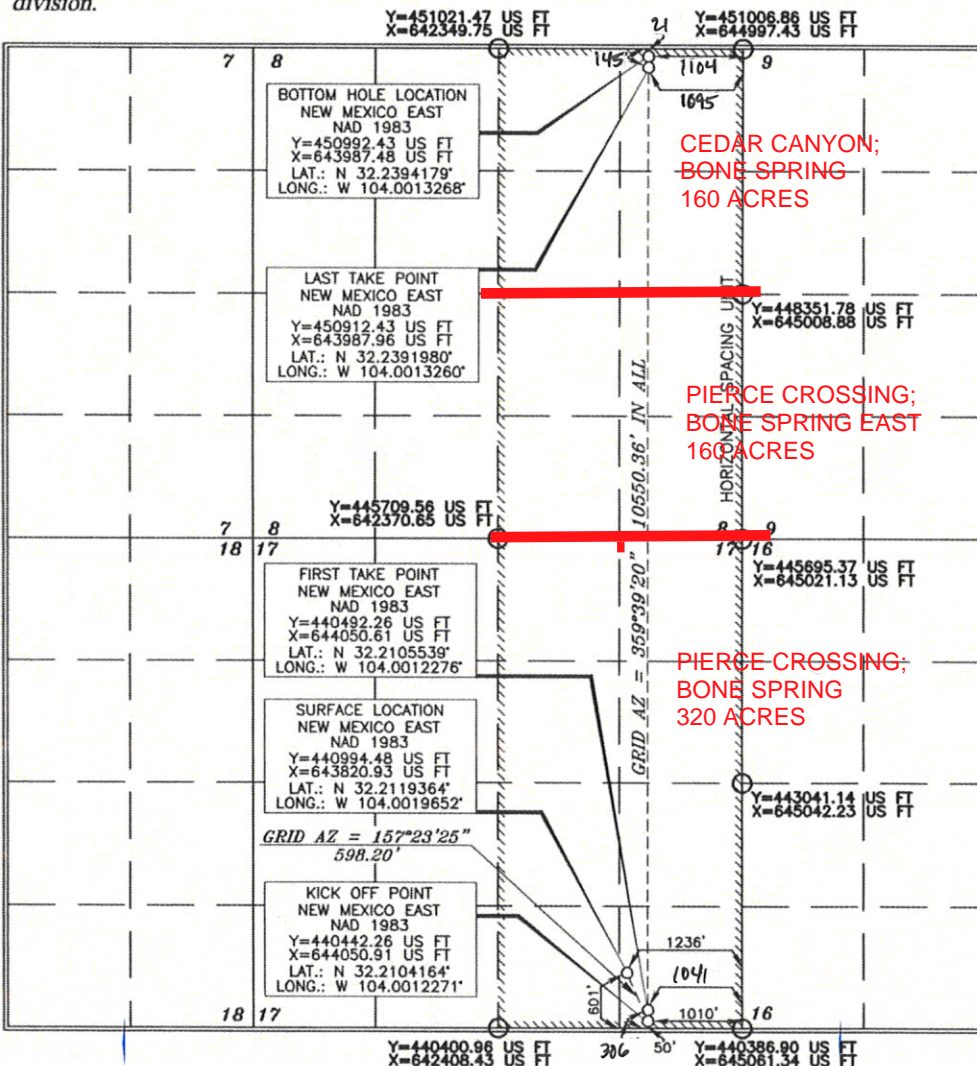 division.
Y=451021.47 US FT
X=642349.75 US FT
21
Y=451006.86 US FT
X=644997.43 US FT
7 8
145'
1104
9
1095
BOTTOM HOLE LOCATION
NEW MEXICO EAST
NAD 1983
Y=450992.43 US FT
X=643987.48 US FT
LAT.: N 32.2394179°
LONG.: W 104.0013268°
CEDAR CANYON;
BONE SPRING
160 ACRES
LAST TAKE POINT
NEW MEXICO EAST
NAD 1983
Y=450912.43 US FT
X=643987.96 US FT
LAT.: N 32.2391980°
LONG.: W 104.0013260°
Y=448351.78 US FT
X=645008.88 US FT
HORIZONTAL SPACING UNIT
PIERCE CROSSING;
BONE SPRING EAST
160 ACRES
GRID AZ = 359°39'20" 10550.36' IN ALL
Y=445709.56 US FT
X=642370.65 US FT
7 8
18 17
8 9
17 16
Y=445695.37 US FT
X=645021.13 US FT
FIRST TAKE POINT
NEW MEXICO EAST
NAD 1983
Y=440492.26 US FT
X=644050.61 US FT
LAT.: N 32.2105539°
LONG.: W 104.0012276°
PIERCE CROSSING;
BONE SPRING
320 ACRES
SURFACE LOCATION
NEW MEXICO EAST
NAD 1983
Y=440994.48 US FT
X=643820.93 US FT
LAT.: N 32.2119364°
LONG.: W 104.0019652°
Y=443041.14 US FT
X=645042.23 US FT
GRID AZ = 157°23'25"
598.20'
KICK OFF POINT
NEW MEXICO EAST
NAD 1983
Y=440442.26 US FT
X=644050.91 US FT
LAT.: N 32.2104164°
LONG.: W 104.0012271°
1236'
1041
601'
1010'
18 17
16
306
50'
Y=440400.96 US FT
X=642408.43 US FT
Y=440386.90 US FT
X=645061.34 US FT